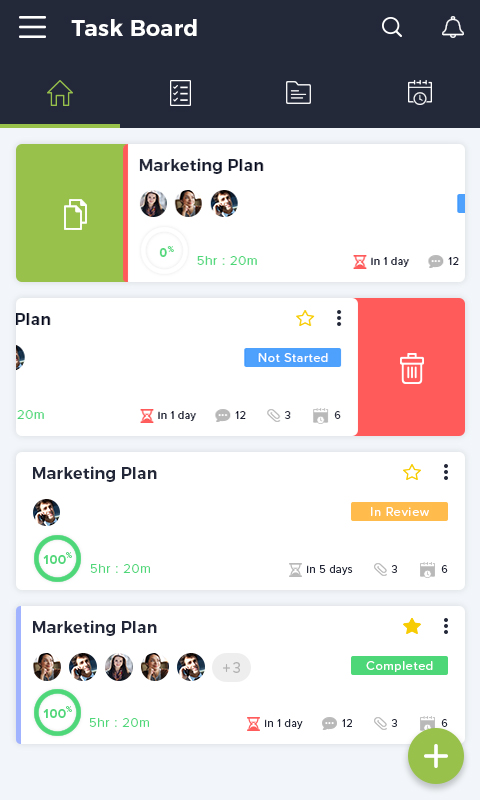 Task Board
Marketing Plan
0%
5hr : 20m
in 1 day
12
Plan
Not Started
20m
in 1 day
12
3
6
Marketing Plan
In Review
100%
5hr : 20m
in 5 days
3
6
Marketing Plan
+3
Completed
100%
5hr : 20m
in 1 day
12
3
6